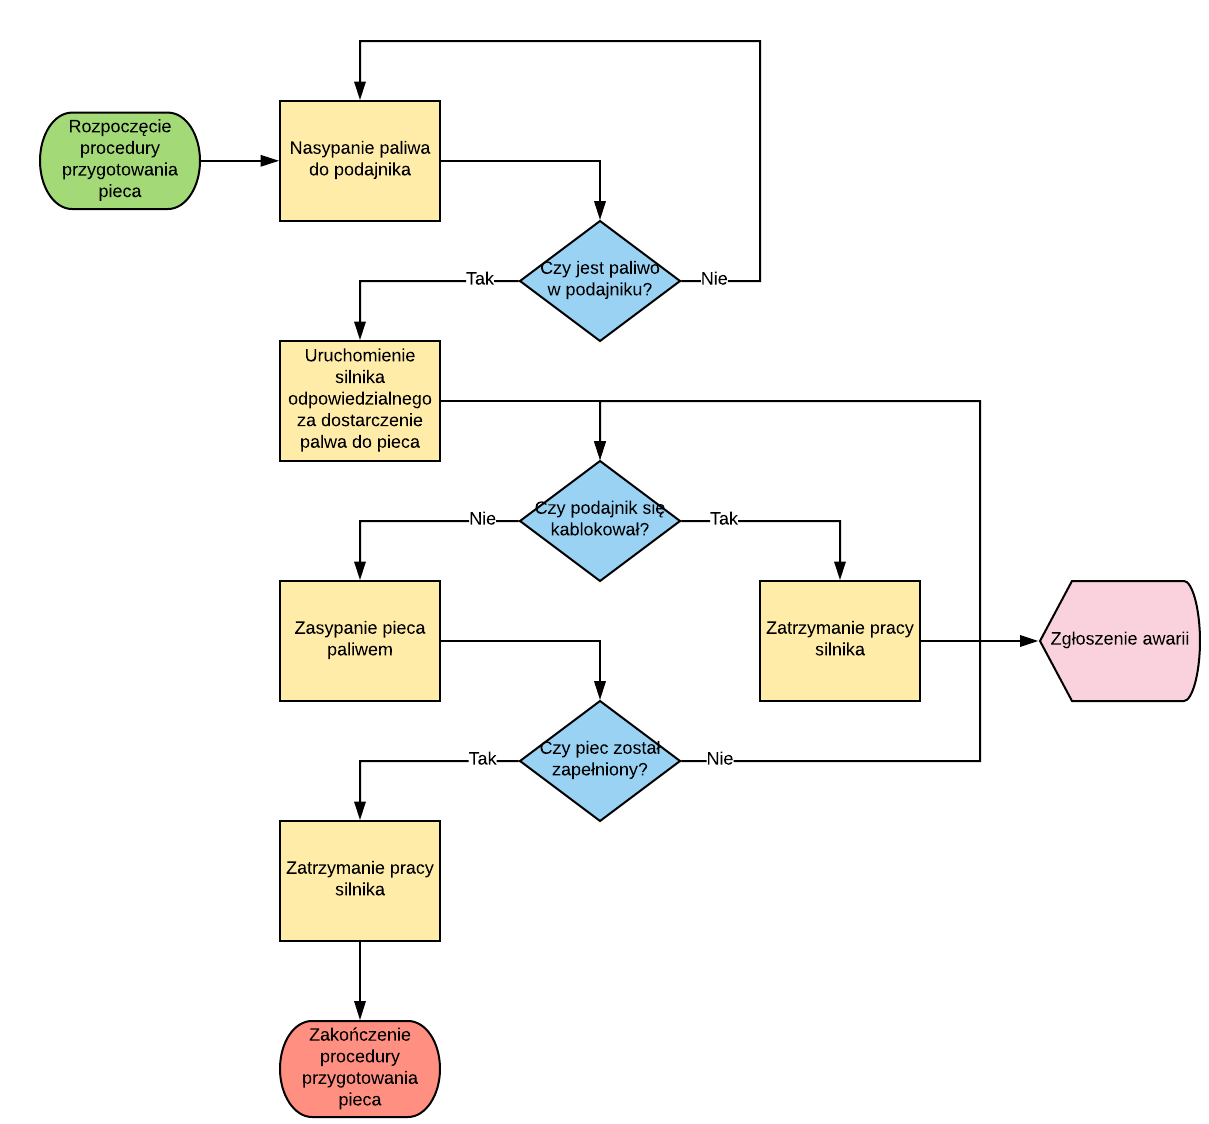 Rozpoczęcie
procedury
przygotowania
pieca
Nasypanie paliwa
do podajnika
Czy jest paliwo
w podajniku?
Tak
Nie
Uruchomienie
silnika
odpowiedzialnego
za dostarczenie
palwa do pieca
Czy podajnik się
kablokował?
Nie
Tak
Zasypanie pieca
paliwem
Zatrzymanie pracy
silnika
Zgłoszenie awarii
Czy piec został
zapełniony?
Tak
Nie
Zatrzymanie pracy
silnika
Zakończenie
procedury
przygotowania
pieca